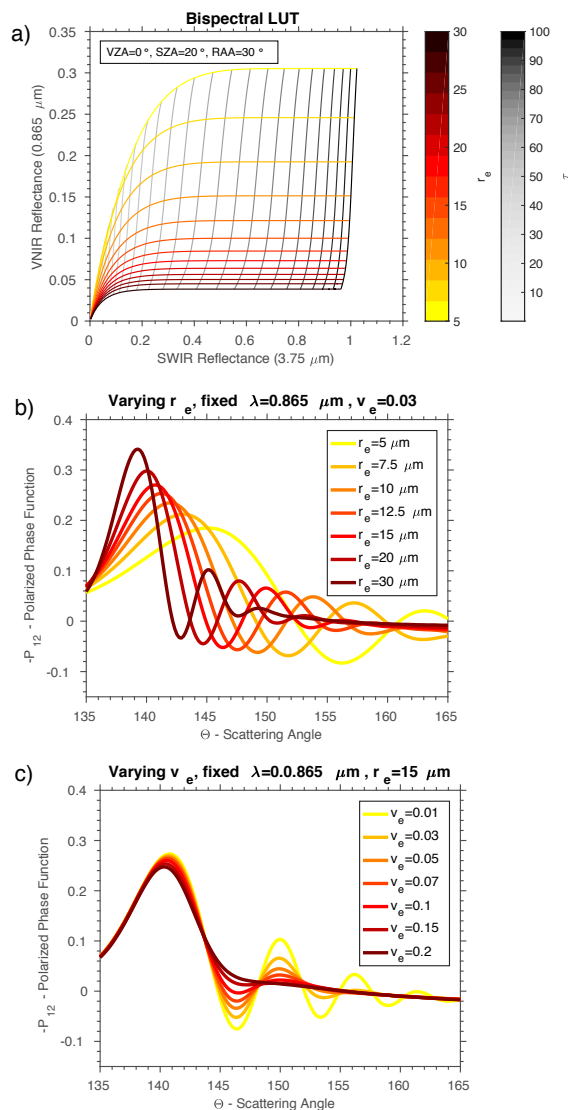 a)
Bispectral LUT
VZA=0°, SZA=20°, RAA=30°
0.35
0.3
0.25
0.2
0.15
0.1
0.05
0
VNIR Reflectance (0.865 μm)
0 0.2 0.4 0.6 0.8 1 1.2
SWIR Reflectance (3.75 μm)
30
25
20
15
10
5
r_e
100
90
80
70
60
50
40
30
20
10
τ
b)
Varying r_e, fixed λ=0.865 μm , v_e=0.03
0.4
0.3
0.2
0.1
0
-0.1
-P_12 - Polarized Phase Function
r_e=5 μm
r_e=7.5 μm
r_e=10 μm
r_e=12.5 μm
r_e=15 μm
r_e=20 μm
r_e=30 μm
135 140 145 150 155 160 165
Θ - Scattering Angle
c)
Varying v_e, fixed λ=0.0.865 μm , r_e=15 μm
0.4
0.3
0.2
0.1
0
-0.1
-P_12 - Polarized Phase Function
v_e=0.01
v_e=0.03
v_e=0.05
v_e=0.07
v_e=0.1
v_e=0.15
v_e=0.2
135 140 145 150 155 160 165
Θ - Scattering Angle